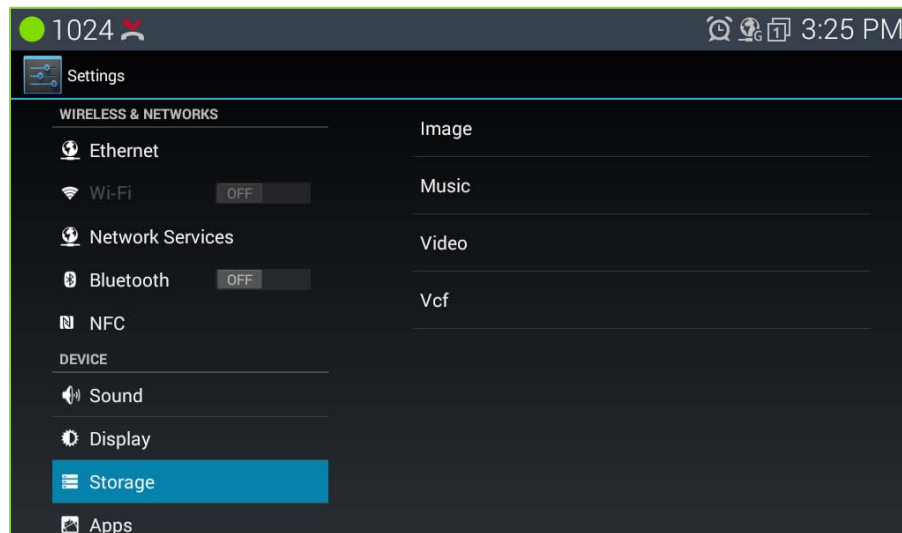 1024 3:25 PM
Settings
WIRELESS & NETWORKS
Ethernet
Wi-Fi OFF
Network Services
Bluetooth OFF
NFC
DEVICE
Sound
Display
Storage
Apps
Image
Music
Video
Vcf